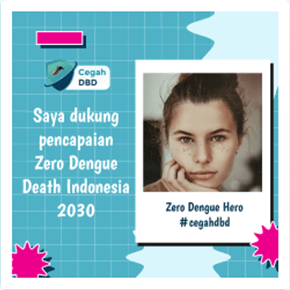 Cegah
DBD
Saya dukung
pencapaian
Zero Dengue
Death Indonesia
2030
Zero Dengue Hero
#cegahdbd